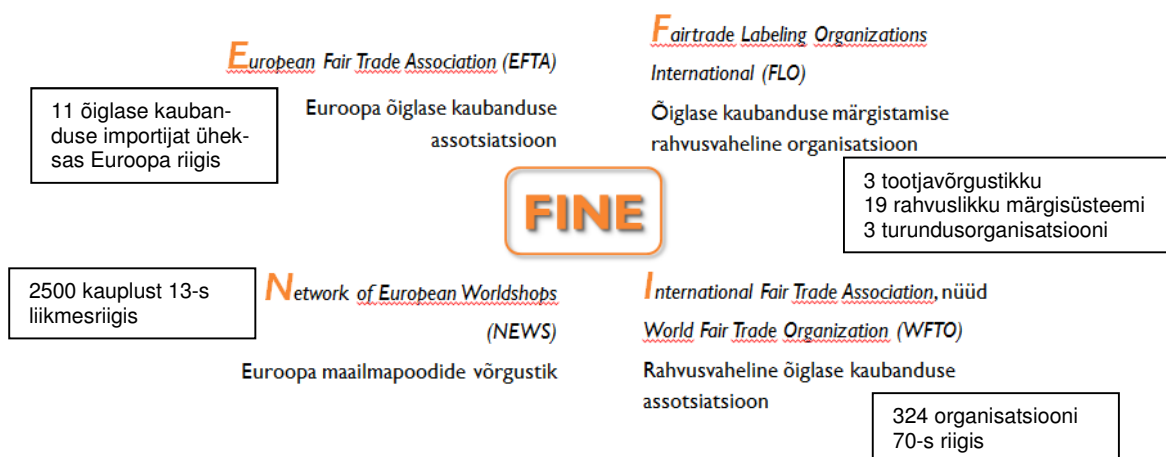 European Fair Trade Association (EFTA)
Euroopa õiglase kaubanduse
assotsiatsioon
11 õiglase kauban-
duse importijat ühek-
sas Euroopa riigis
Fairtrade Labeling Organizations
International (FLO)
Õiglase kaubanduse märgistamise
rahvusvaheline organisatsioon
3 tootjavõrgustikku
19 rahvuslikku märgisüsteemi
3 turundusorganisatsiooni
FINE
2500 kauplust 13-s
liikmesriigis
Network of European Worldshops
(NEWS)
Euroopa maailmapoodide võrgustik
International Fair Trade Association, nüüd
World Fair Trade Organization (WFTO)
Rahvusvaheline õiglase kaubanduse
assotsiatsioon
324 organisatsiooni
70-s riigis